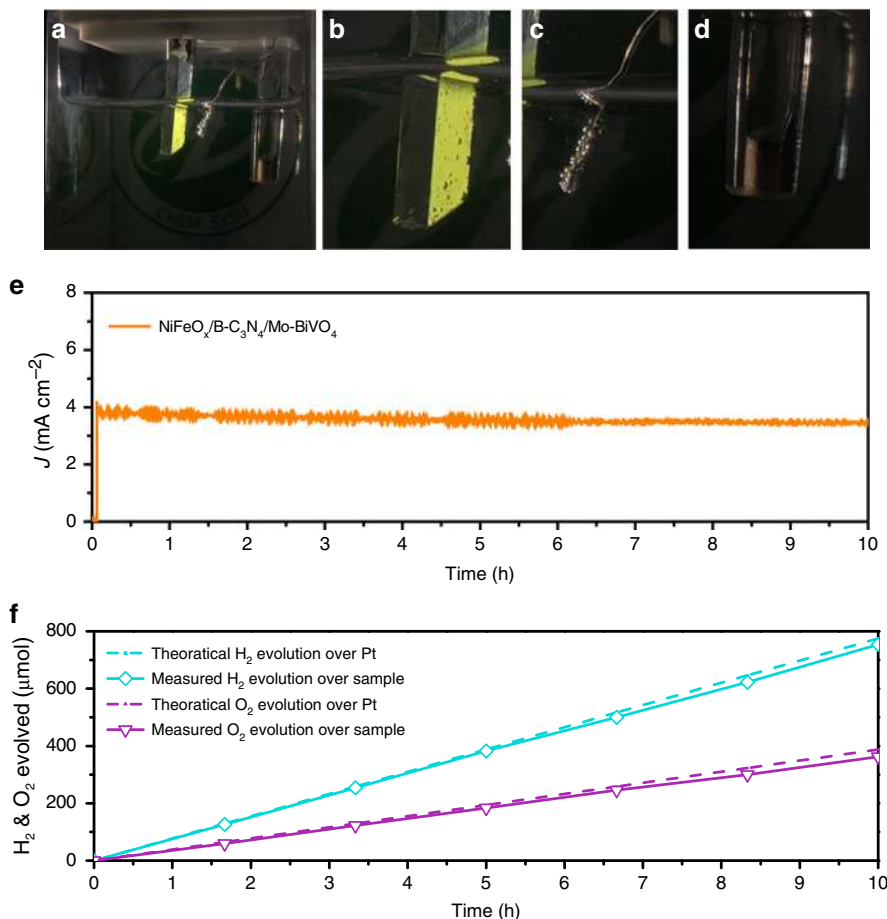 a b c d
e
8
NiFeOₓ/B-C₃N₄/Mo-BiVO₄
6
4
2
0
J (mA cm⁻²)
0 1 2 3 4 5 6 7 8 9 10
Time (h)
f
800
Theoratical H₂ evolution over Pt
Measured H₂ evolution over sample
600
Theoratical O₂ evolution over Pt
Measured O₂ evolution over sample
400
200
0
H₂ & O₂ evolved (μmol)
0 1 2 3 4 5 6 7 8 9 10
Time (h)